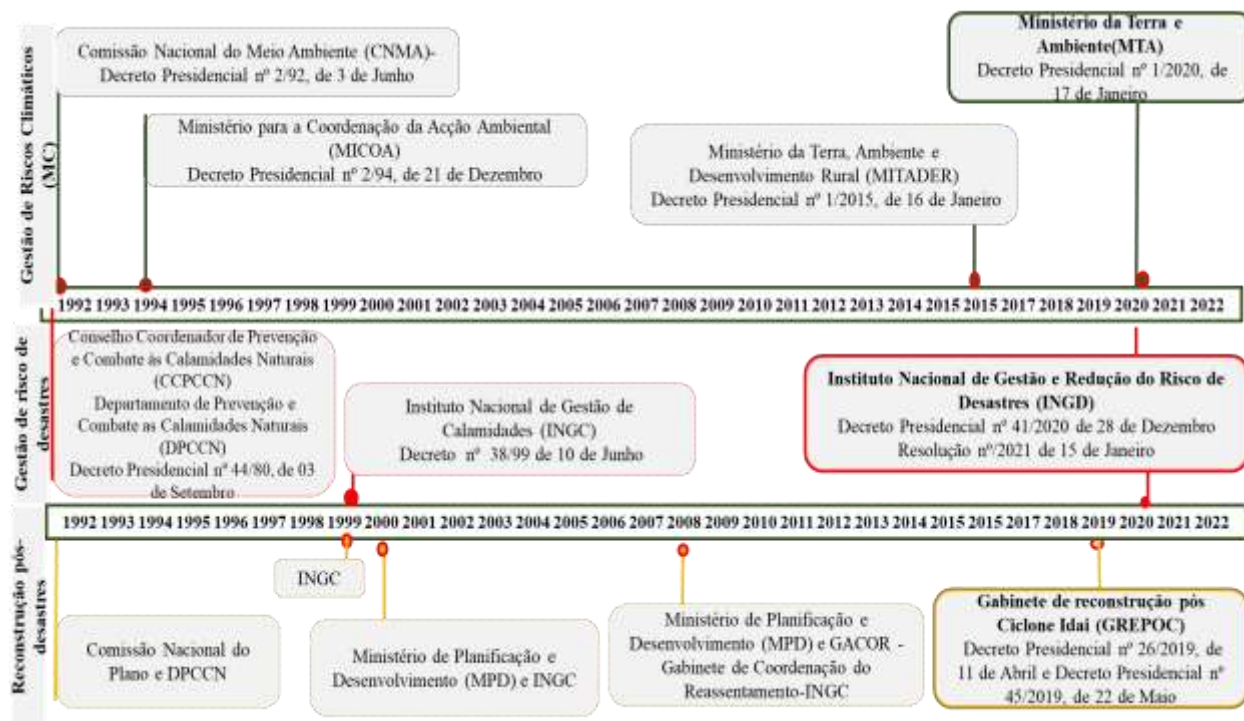 Gestão de Riscos Climáticos
(MC)
Comissão Nacional do Meio Ambiente (CNMA)-
Decreto Presidencial nº 2/92, de 3 de Junho
Ministério para a Coordenação da Acção Ambiental
(MICOA)
Decreto Presidencial nº 2/94, de 21 de Dezembro
Ministério da Terra, Ambiente e
Desenvolvimento Rural (MITADER)
Decreto Presidencial nº 1/2015, de 16 de Janeiro
Ministério da Terra e
Ambiente(MTA)
Decreto Presidencial nº 1/2020, de
17 de Janeiro
1992 1993 1994 1995 1996 1997 1998 1999 2000 2001 2002 2003 2004 2005 2006 2007 2008 2009 2010 2011 2012 2013 2014 2015 2015 2017 2018 2019 2020 2021 2022
Gestão de risco de
desastres
Conselho Coordenador de Prevenção
e Combate às Calamidades Naturais
(CCPCCN)
Departamento de Prevenção e
Combate as Calamidades Naturais
(DPCCN)
Decreto Presidencial nº 44/80, de 03
de Setembro
Instituto Nacional de Gestão de
Calamidades (INGC)
Decreto nº 38/99 de 10 de Junho
Instituto Nacional de Gestão e Redução do Risco de
Desastres (INGD)
Decreto Presidencial nº 41/2020 de 28 de Dezembro
Resolução nº/2021 de 15 de Janeiro
1992 1993 1994 1995 1996 1997 1998 1999 2000 2001 2002 2003 2004 2005 2006 2007 2008 2009 2010 2011 2012 2013 2014 2015 2015 2017 2018 2019 2020 2021 2022
Reconstrução pós-
desastres
Comissão Nacional do
Plano e DPCCN
INGC
Ministério de Planificação e
Desenvolvimento (MPD) e INGC
Ministério de Planificação e
Desenvolvimento (MPD) e GACOR -
Gabinete de Coordenação do
Reassentamento-INGC
Gabinete de reconstrução pós
Ciclone Idai (GREPOC)
Decreto Presidencial nº 26/2019, de
11 de Abril e Decreto Presidencial nº
45/2019, de 22 de Maio